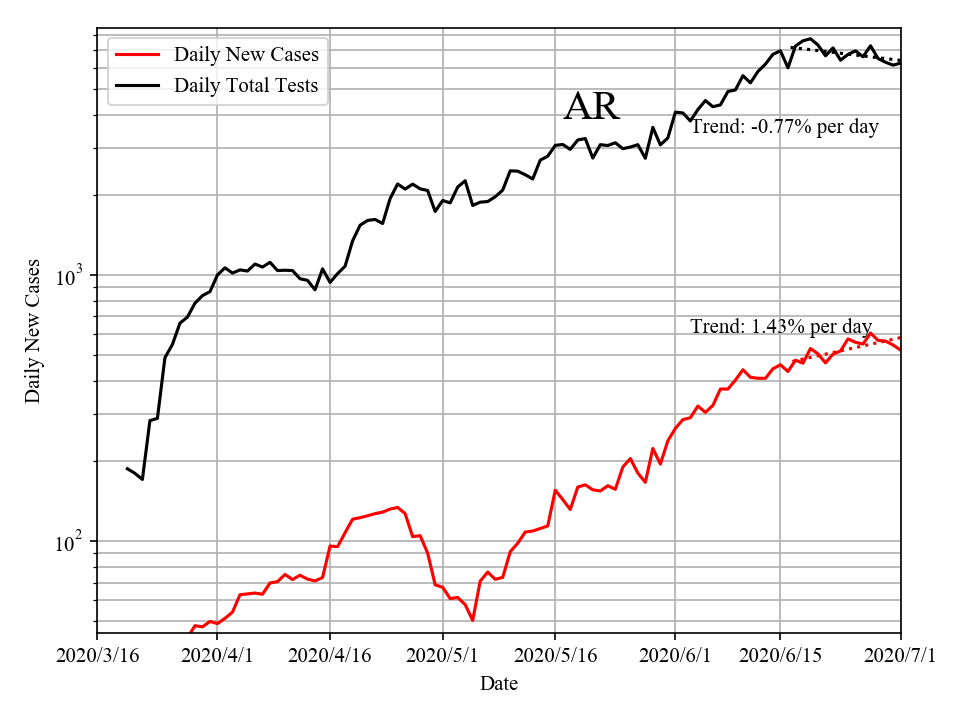 Daily New Cases
Daily Total Tests
AR
Trend: -0.77% per day
Trend: 1.43% per day
10^3
10^2
Daily New Cases
2020/3/16 2020/4/1 2020/4/16 2020/5/1 2020/5/16 2020/6/1 2020/6/15 2020/7/1
Date